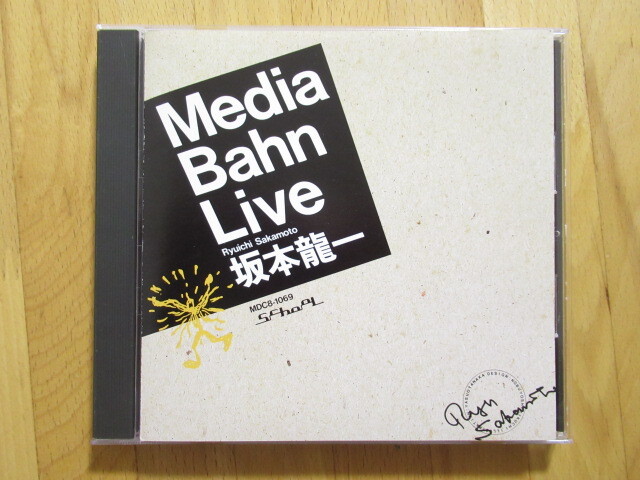 Media
Bahn
Live
Ryuichi Sakamoto
坂本龍一
MDC8-1069
School
Ryu
Sakamoto